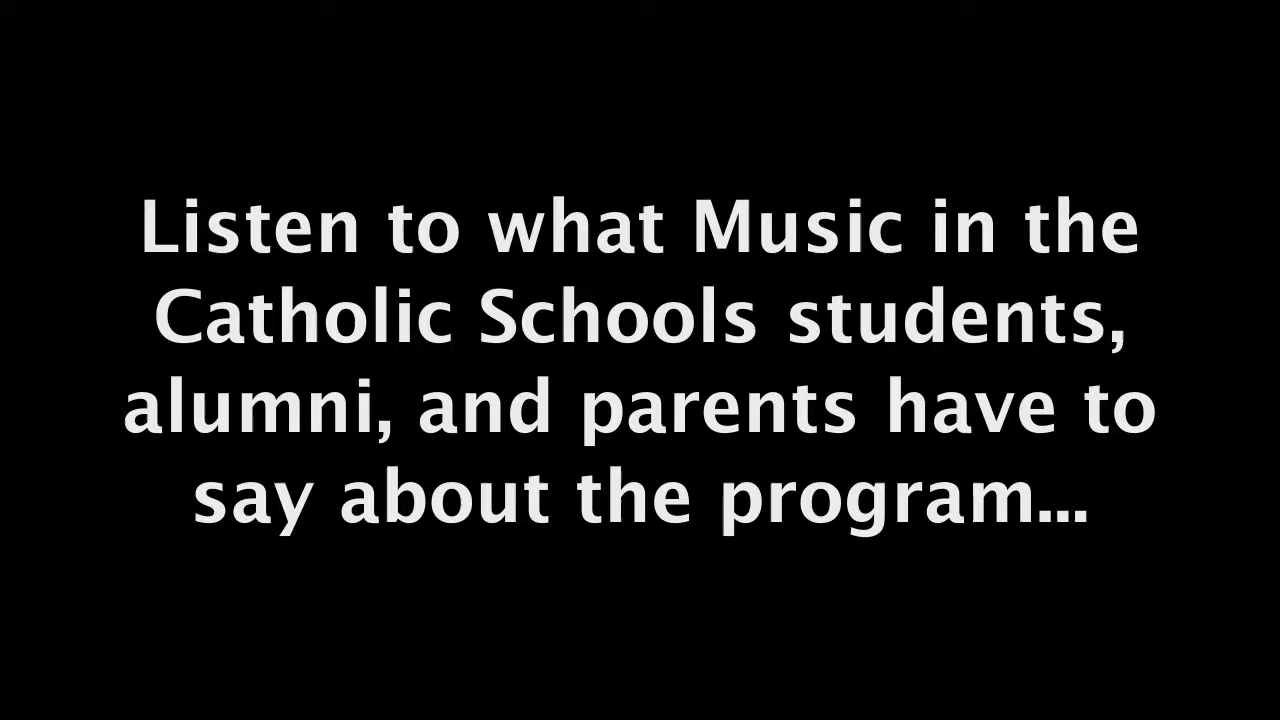 Listen to what Music in the
Catholic Schools students,
alumni, and parents have to
say about the program...